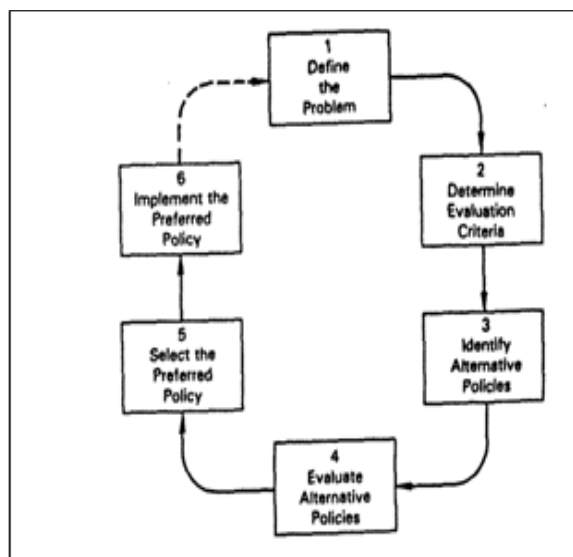 1
Define
the
Problem
2
Determine
Evaluation
Criteria
3
Identify
Alternative
Policies
4
Evaluate
Alternative
Policies
5
Select the
Preferred
Policy
6
Implement the
Preferred
Policy